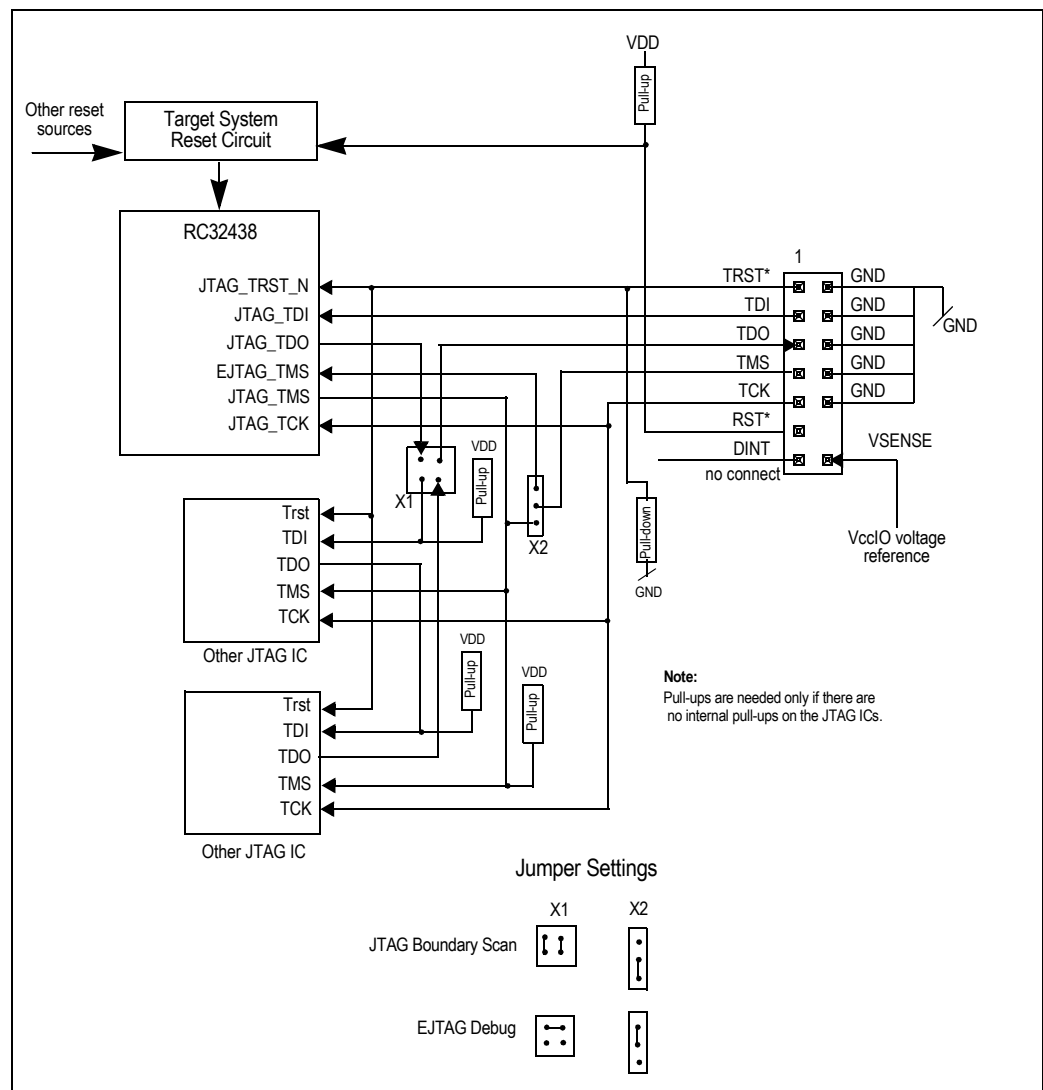 VDD
Pull-up
Other reset
sources
Target System
Reset Circuit
RC32438
1
JTAG_TRST_N
TRST*
GND
JTAG_TDI
TDI
GND
GND
JTAG_TDO
TDO
GND
EJTAG_TMS
TMS
GND
JTAG_TMS
TCK
GND
JTAG_TCK
RST*
DINT
VSENSE
no connect
VDD
Pull-up
X1
X2
Pull-down
GND
VccIO voltage
reference
Trst
TDI
TDO
TMS
TCK
Other JTAG IC
VDD
Pull-up
VDD
Pull-up
Note:
Pull-ups are needed only if there are
no internal pull-ups on the JTAG ICs.
Trst
TDI
TDO
TMS
TCK
Other JTAG IC
Jumper Settings
X1
X2
JTAG Boundary Scan
EJTAG Debug